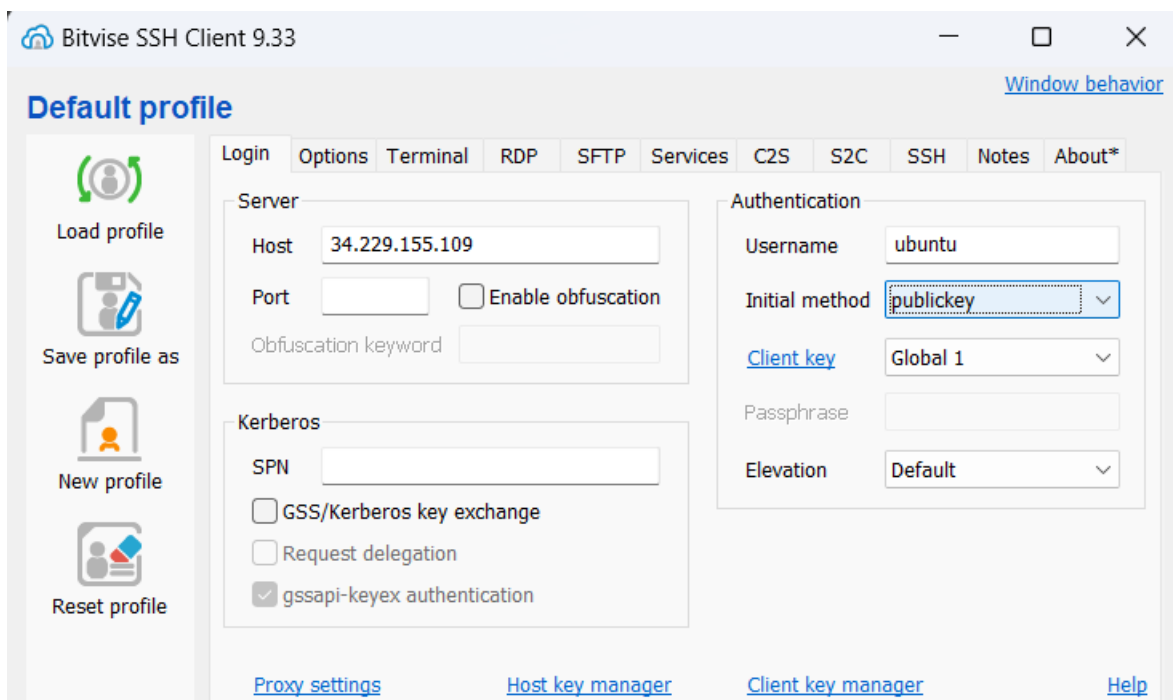 Bitvise SSH Client 9.33
Window behavior
Default profile
Load profile
Save profile as
New profile
Reset profile
Login Options Terminal RDP SFTP Services C2S S2C SSH Notes About*
Server
Host 34.229.155.109
Port Enable obfuscation
Obfuscation keyword
Kerberos
SPN
GSS/Kerberos key exchange
Request delegation
gssapi-keyex authentication
Authentication
Username ubuntu
Initial method publickey
Client key Global 1
Passphrase
Elevation Default
Proxy settings Host key manager Client key manager Help